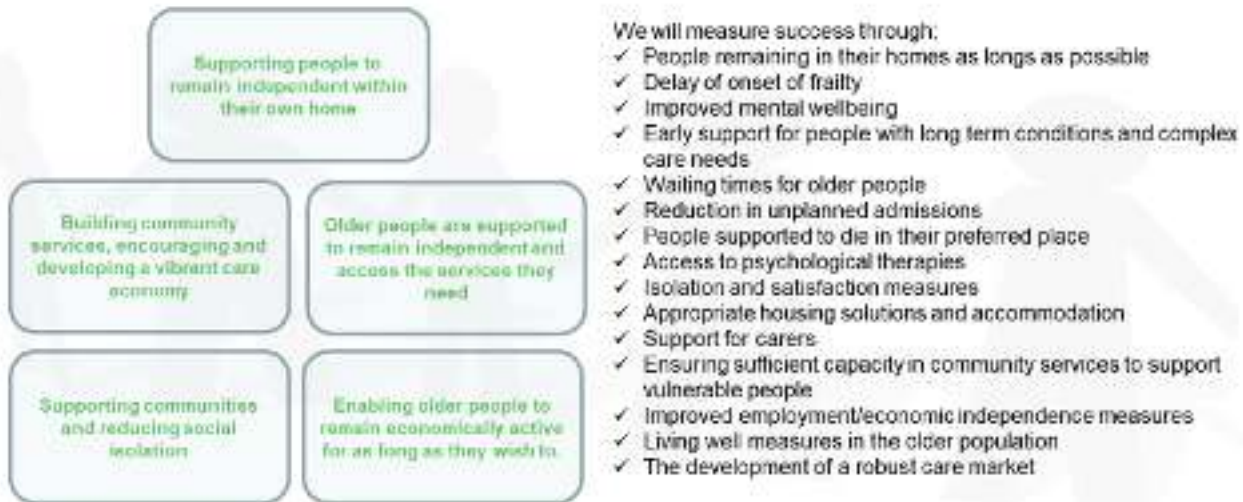 Supporting people to
remain independent within
their own home
Building community
services, encouraging and
developing a vibrant care
economy
Older people are supported
to remain independent and
access the services they
need
Supporting communities
and reducing social
isolation
Enabling older people to
remain economically active
for as long as they wish to.
We will measure success through:
✓ People remaining in their homes as longs as possible
✓ Delay of onset of frailty
✓ Improved mental wellbeing
✓ Early support for people with long term conditions and complex
care needs
✓ Waiting times for older people
✓ Reduction in unplanned admissions
✓ People supported to die in their preferred place
✓ Access to psychological therapies
✓ Isolation and satisfaction measures
✓ Appropriate housing solutions and accommodation
✓ Support for carers
✓ Ensuring sufficient capacity in community services to support
vulnerable people
✓ Improved employment/economic independence measures
✓ Living well measures in the older population
✓ The development of a robust care market